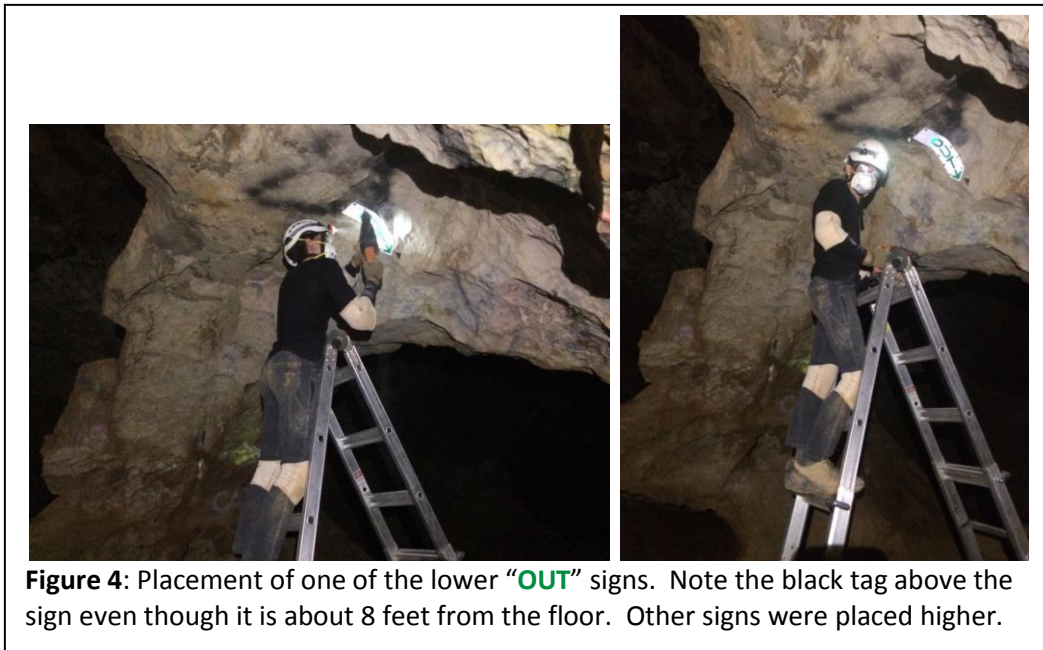 Figure 4: Placement of one of the lower “OUT” signs. Note the black tag above the
sign even though it is about 8 feet from the floor. Other signs were placed higher.